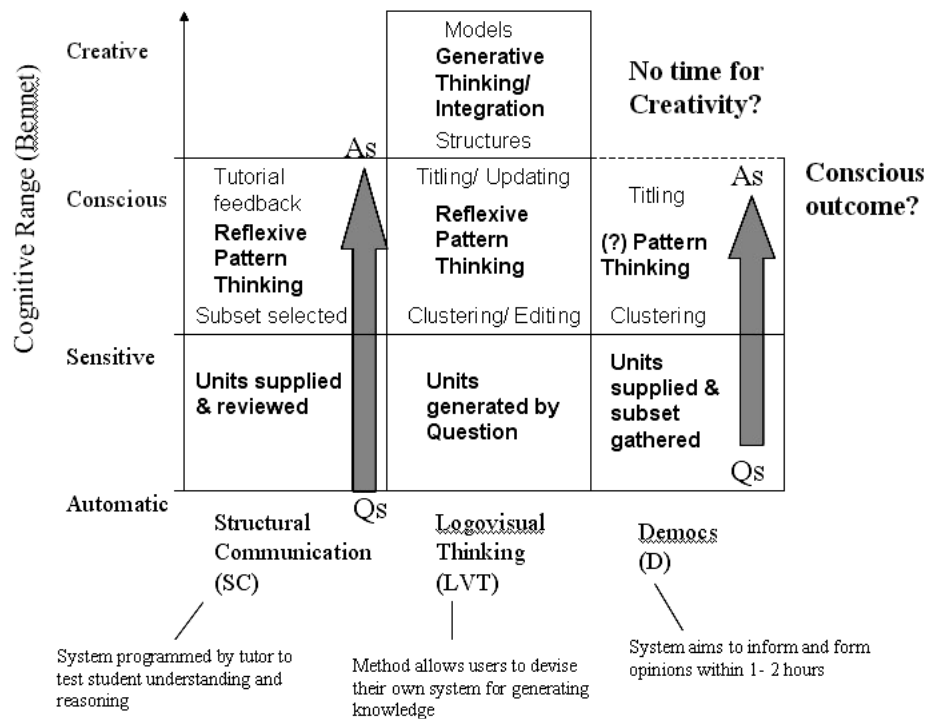 Cognitive Range (Bennet)
Creative
Models
Generative
Thinking/
Integration
Structures
No time for
Creativity?
Conscious
As
Tutorial
feedback
Reflexive
Pattern
Thinking
Subset selected
Titling/ Updating
Reflexive
Pattern
Thinking
Clustering/ Editing
As
Titling
(?) Pattern
Thinking
Clustering
Conscious
outcome?
Sensitive
Units supplied
& reviewed
Units
generated by
Question
Units
supplied &
subset
gathered
Qs
Automatic
Qs
Structural
Communication
(SC)
Logovisual
Thinking
(LVT)
Democs
(D)
System programmed by tutor to
test student understanding and
reasoning
Method allows users to devise
their own system for generating
knowledge
System aims to inform and form
opinions within 1- 2 hours